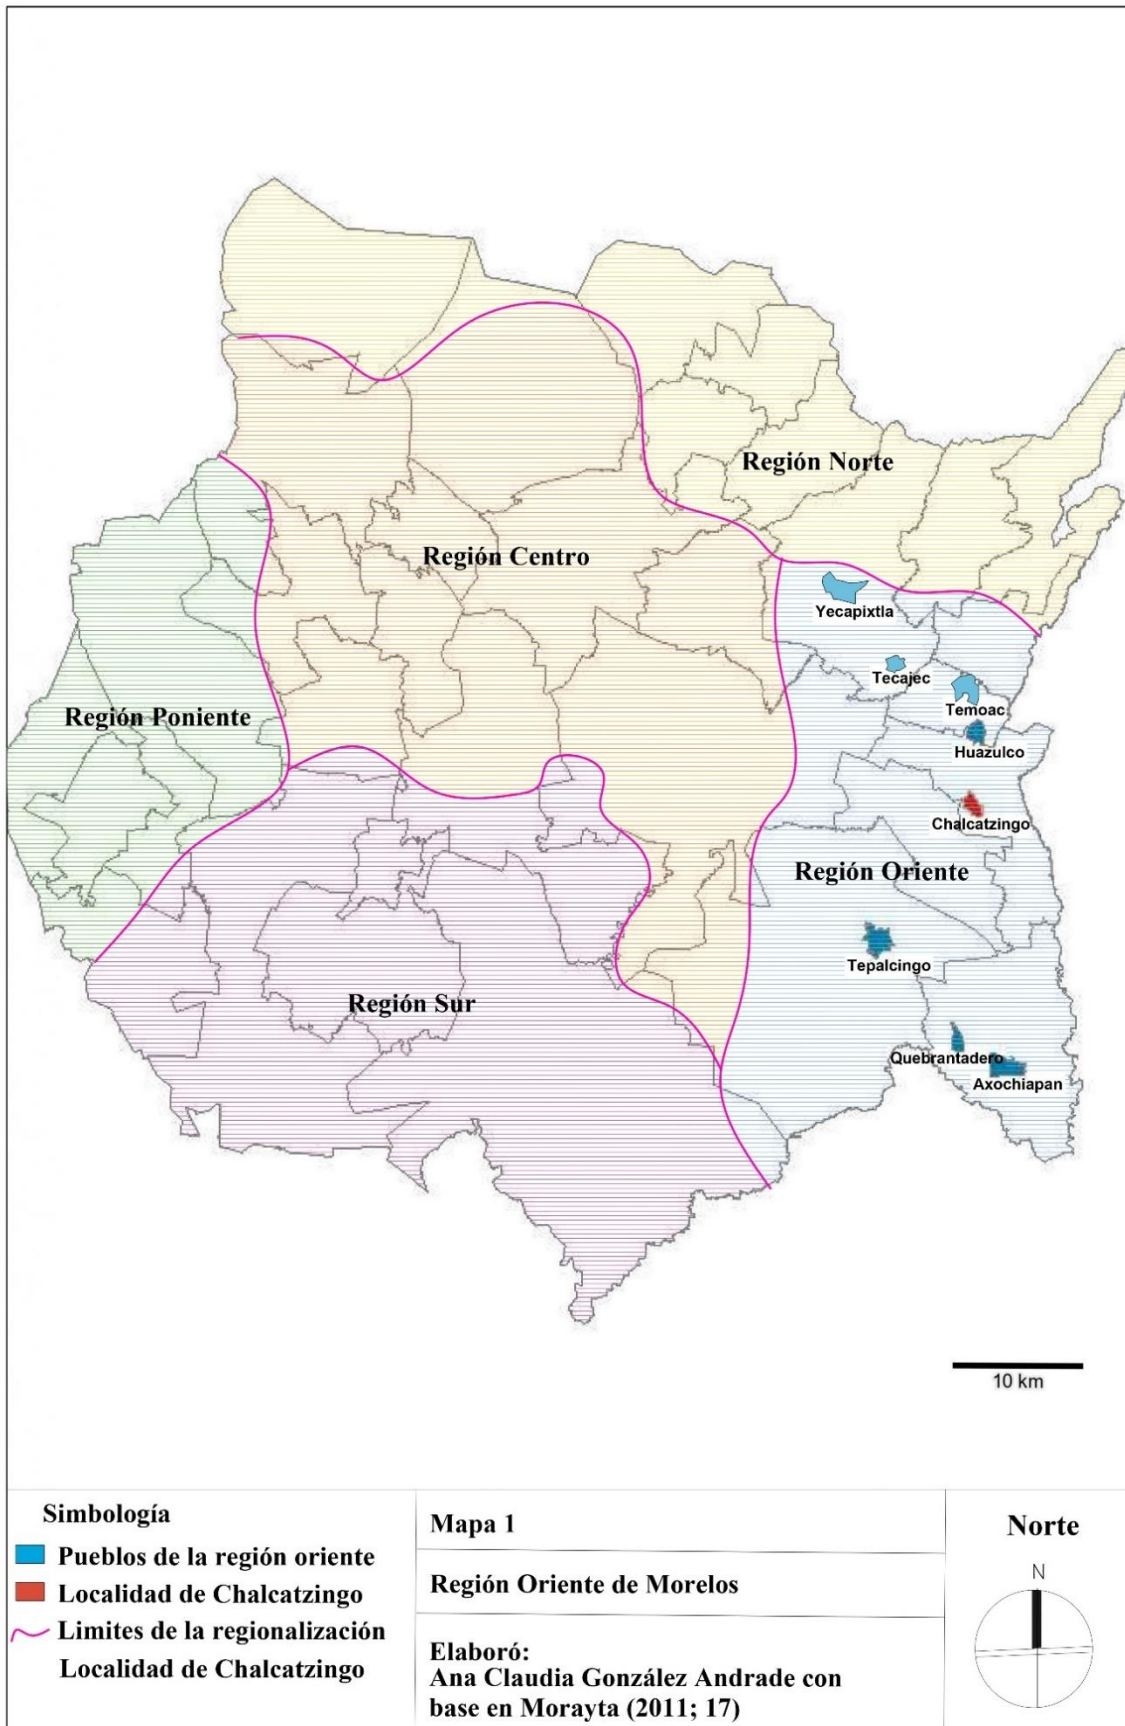 Región Norte
Región Centro
Yecapixtla
Tecajec
Temoac
Región Poniente
Huazulco
Chalcatzingo
Región Oriente
Tepalcingo
Región Sur
Quebrantadero
Axochiapan
10 km
Simbología
Pueblos de la región oriente
Localidad de Chalcatzingo
Limites de la regionalización
Localidad de Chalcatzingo
Mapa 1
Región Oriente de Morelos
Elaboró:
Ana Claudia González Andrade con
base en Morayta (2011; 17)
Norte
N